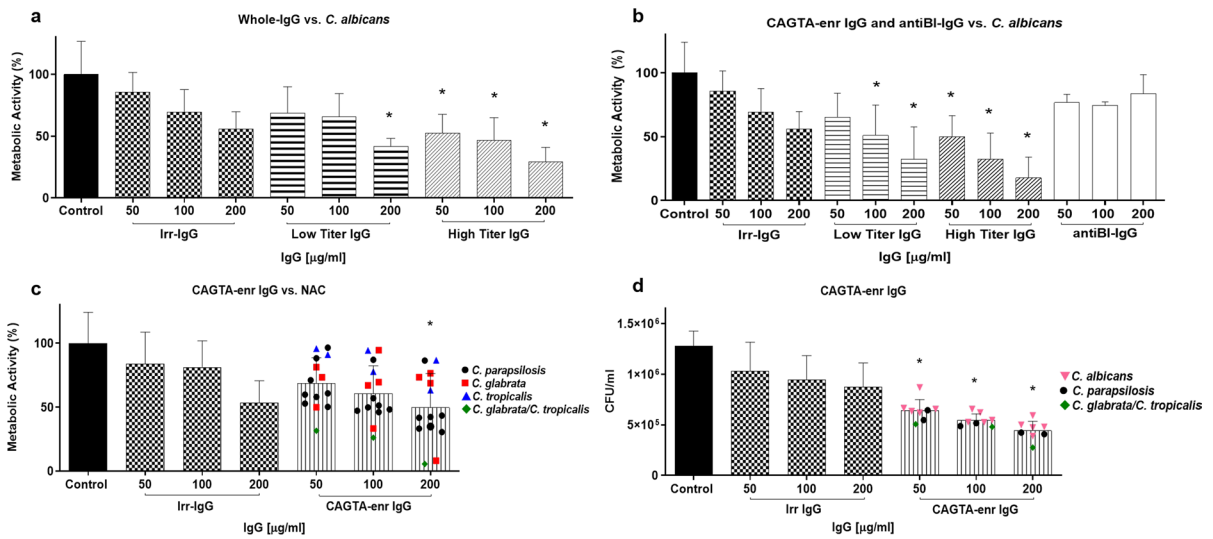 a
Whole-IgG vs. C. albicans
Metabolic Activity (%)
100
50
0
* * * *
Control 50 100 200 50 100 200 50 100 200
Irr-IgG Low Titer IgG High Titer IgG
IgG [µg/ml]
b
CAGTA-enr IgG and antiBI-IgG vs. C. albicans
Metabolic Activity (%)
100
50
0
* * * * *
Control 50 100 200 50 100 200 50 100 200 50 100 200
Irr-IgG Low Titer IgG High Titer IgG antiBI-IgG
IgG [µg/ml]
c
CAGTA-enr IgG vs. NAC
Metabolic Activity (%)
100
50
0
*
C. parapsilosis
C. glabrata
C. tropicalis
C. glabrata/C. tropicalis
Control 50 100 200 50 100 200
Irr-IgG CAGTA-enr IgG
IgG [µg/ml]
d
CAGTA-enr IgG
CFU/ml
1.5×10⁶
1×10⁶
5×10⁵
0
* * *
C. albicans
C. parapsilosis
C. glabrata/C. tropicalis
Control 50 100 200 50 100 200
Irr IgG CAGTA-enr IgG
IgG [µg/ml]